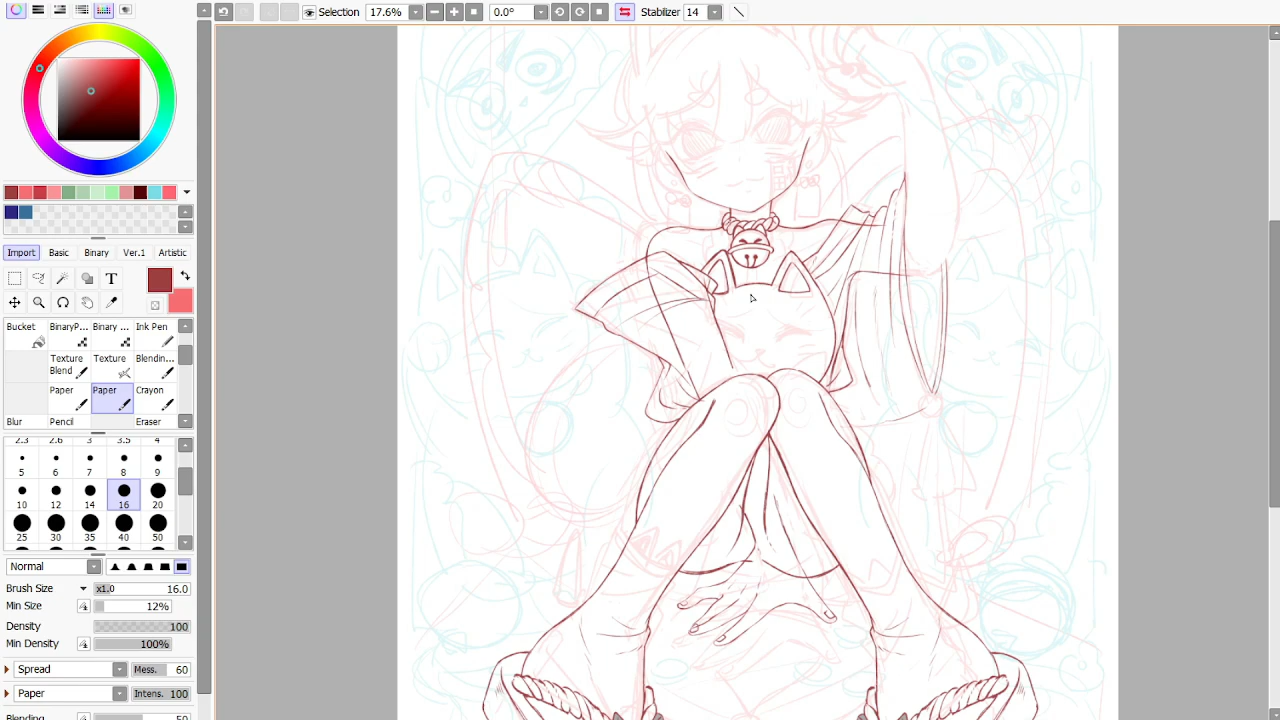 Selection 17.6% 0.0° Stabilizer 14
Import Basic Binary Ver.1 Artistic
T
Bucket BinaryP... Binary ... Ink Pen
Texture Blend Texture Blendin...
Paper Paper Crayon
Blur Pencil Eraser
2.3 2.6 3 3.5 4
5 6 7 8 9
10 12 14 16 20
25 30 35 40 50
Normal
Brush Size x1.0 16.0
Min Size 12%
Density 100
Min Density 100%
Spread Mess. 60
Paper Intens. 100
Blending 50